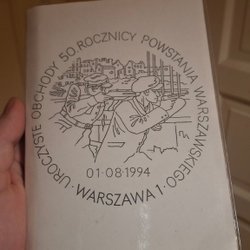 UROCZYSTE OBCHODY 50 ROCZNICY POWSTANIA WARSZAWSKIEGO
01·08·1994
· WARSZAWA 1 ·